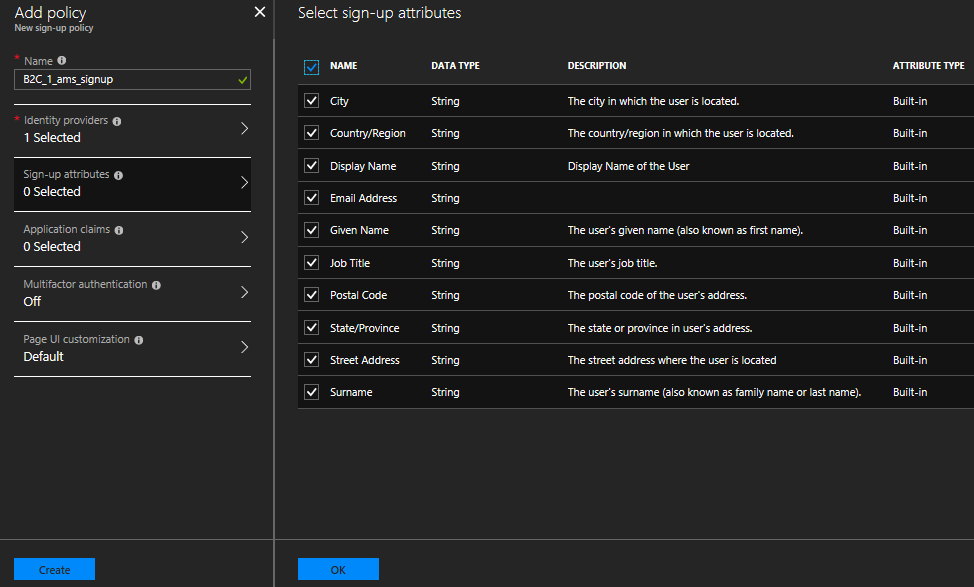 Add policy
New sign-up policy
* Name
B2C_1_ams_signup
* Identity providers
1 Selected
Sign-up attributes
0 Selected
Application claims
0 Selected
Multifactor authentication
Off
Page UI customization
Default
Create
Select sign-up attributes
NAME DATA TYPE DESCRIPTION ATTRIBUTE TYPE
City String The city in which the user is located. Built-in
Country/Region String The country/region in which the user is located. Built-in
Display Name String Display Name of the User Built-in
Email Address String Built-in
Given Name String The user's given name (also known as first name). Built-in
Job Title String The user's job title. Built-in
Postal Code String The postal code of the user's address. Built-in
State/Province String The state or province in user's address. Built-in
Street Address String The street address where the user is located Built-in
Surname String The user's surname (also known as family name or last name). Built-in
OK